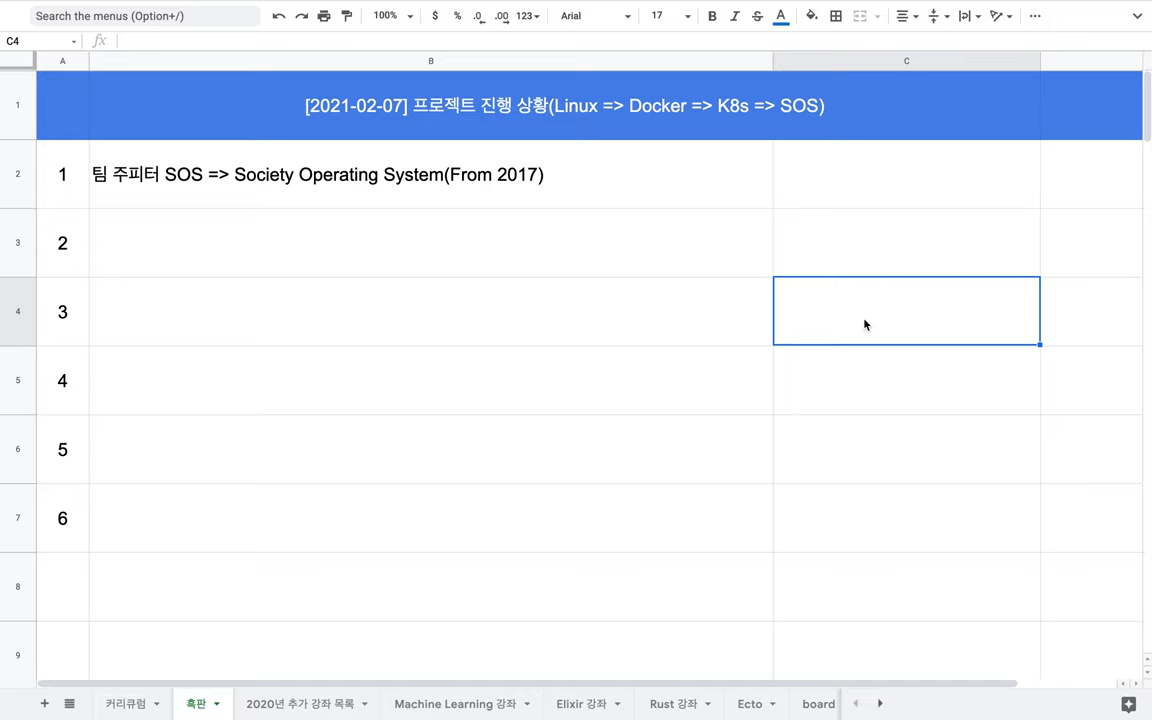 Search the menus (Option+/)
100%
$ % .0 .00 123
Arial
17
B I S A
C4
fx
A B C
1 [2021-02-07] 프로젝트 진행 상황(Linux => Docker => K8s => SOS)
2 1 팀 주피터 SOS => Society Operating System(From 2017)
3 2
4 3
5 4
6 5
7 6
8
9
커리큐럼 흑판 2020년 추가 강좌 목록 Machine Learning 강좌 Elixir 강좌 Rust 강좌 Ecto board